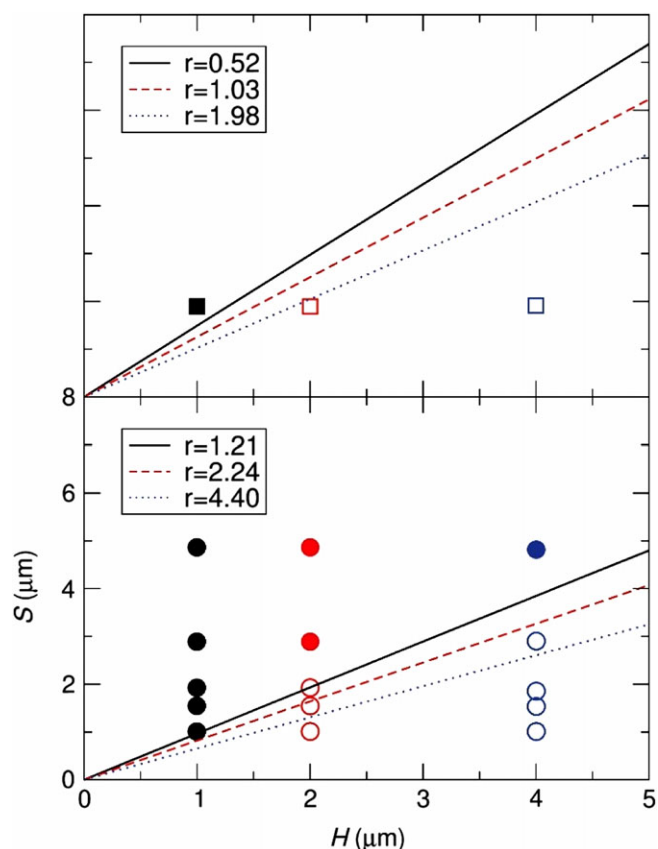 r=0.52
r=1.03
r=1.98
8
r=1.21
r=2.24
r=4.40
6
4
2
0
S (μm)
0 1 2 3 4 5
H (μm)